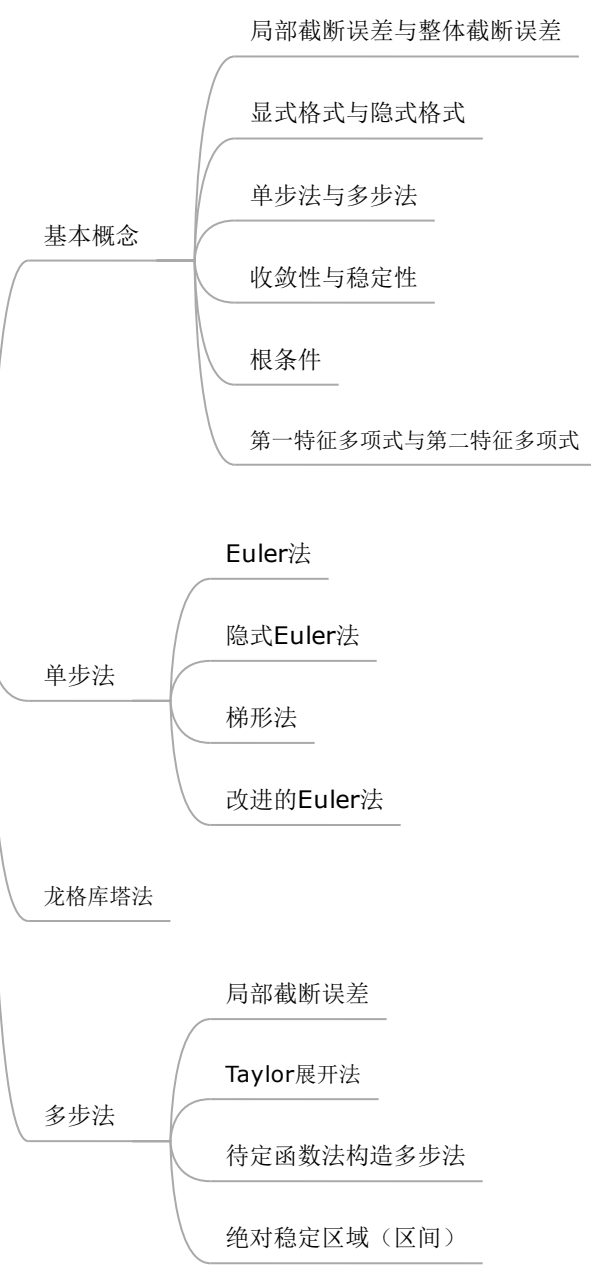 局部截断误差与整体截断误差
显式格式与隐式格式
单步法与多步法
基本概念
收敛性与稳定性
根条件
第一特征多项式与第二特征多项式
Euler法
隐式Euler法
单步法
梯形法
改进的Euler法
龙格库塔法
局部截断误差
Taylor展开法
多步法
待定函数法构造多步法
绝对稳定区域（区间）